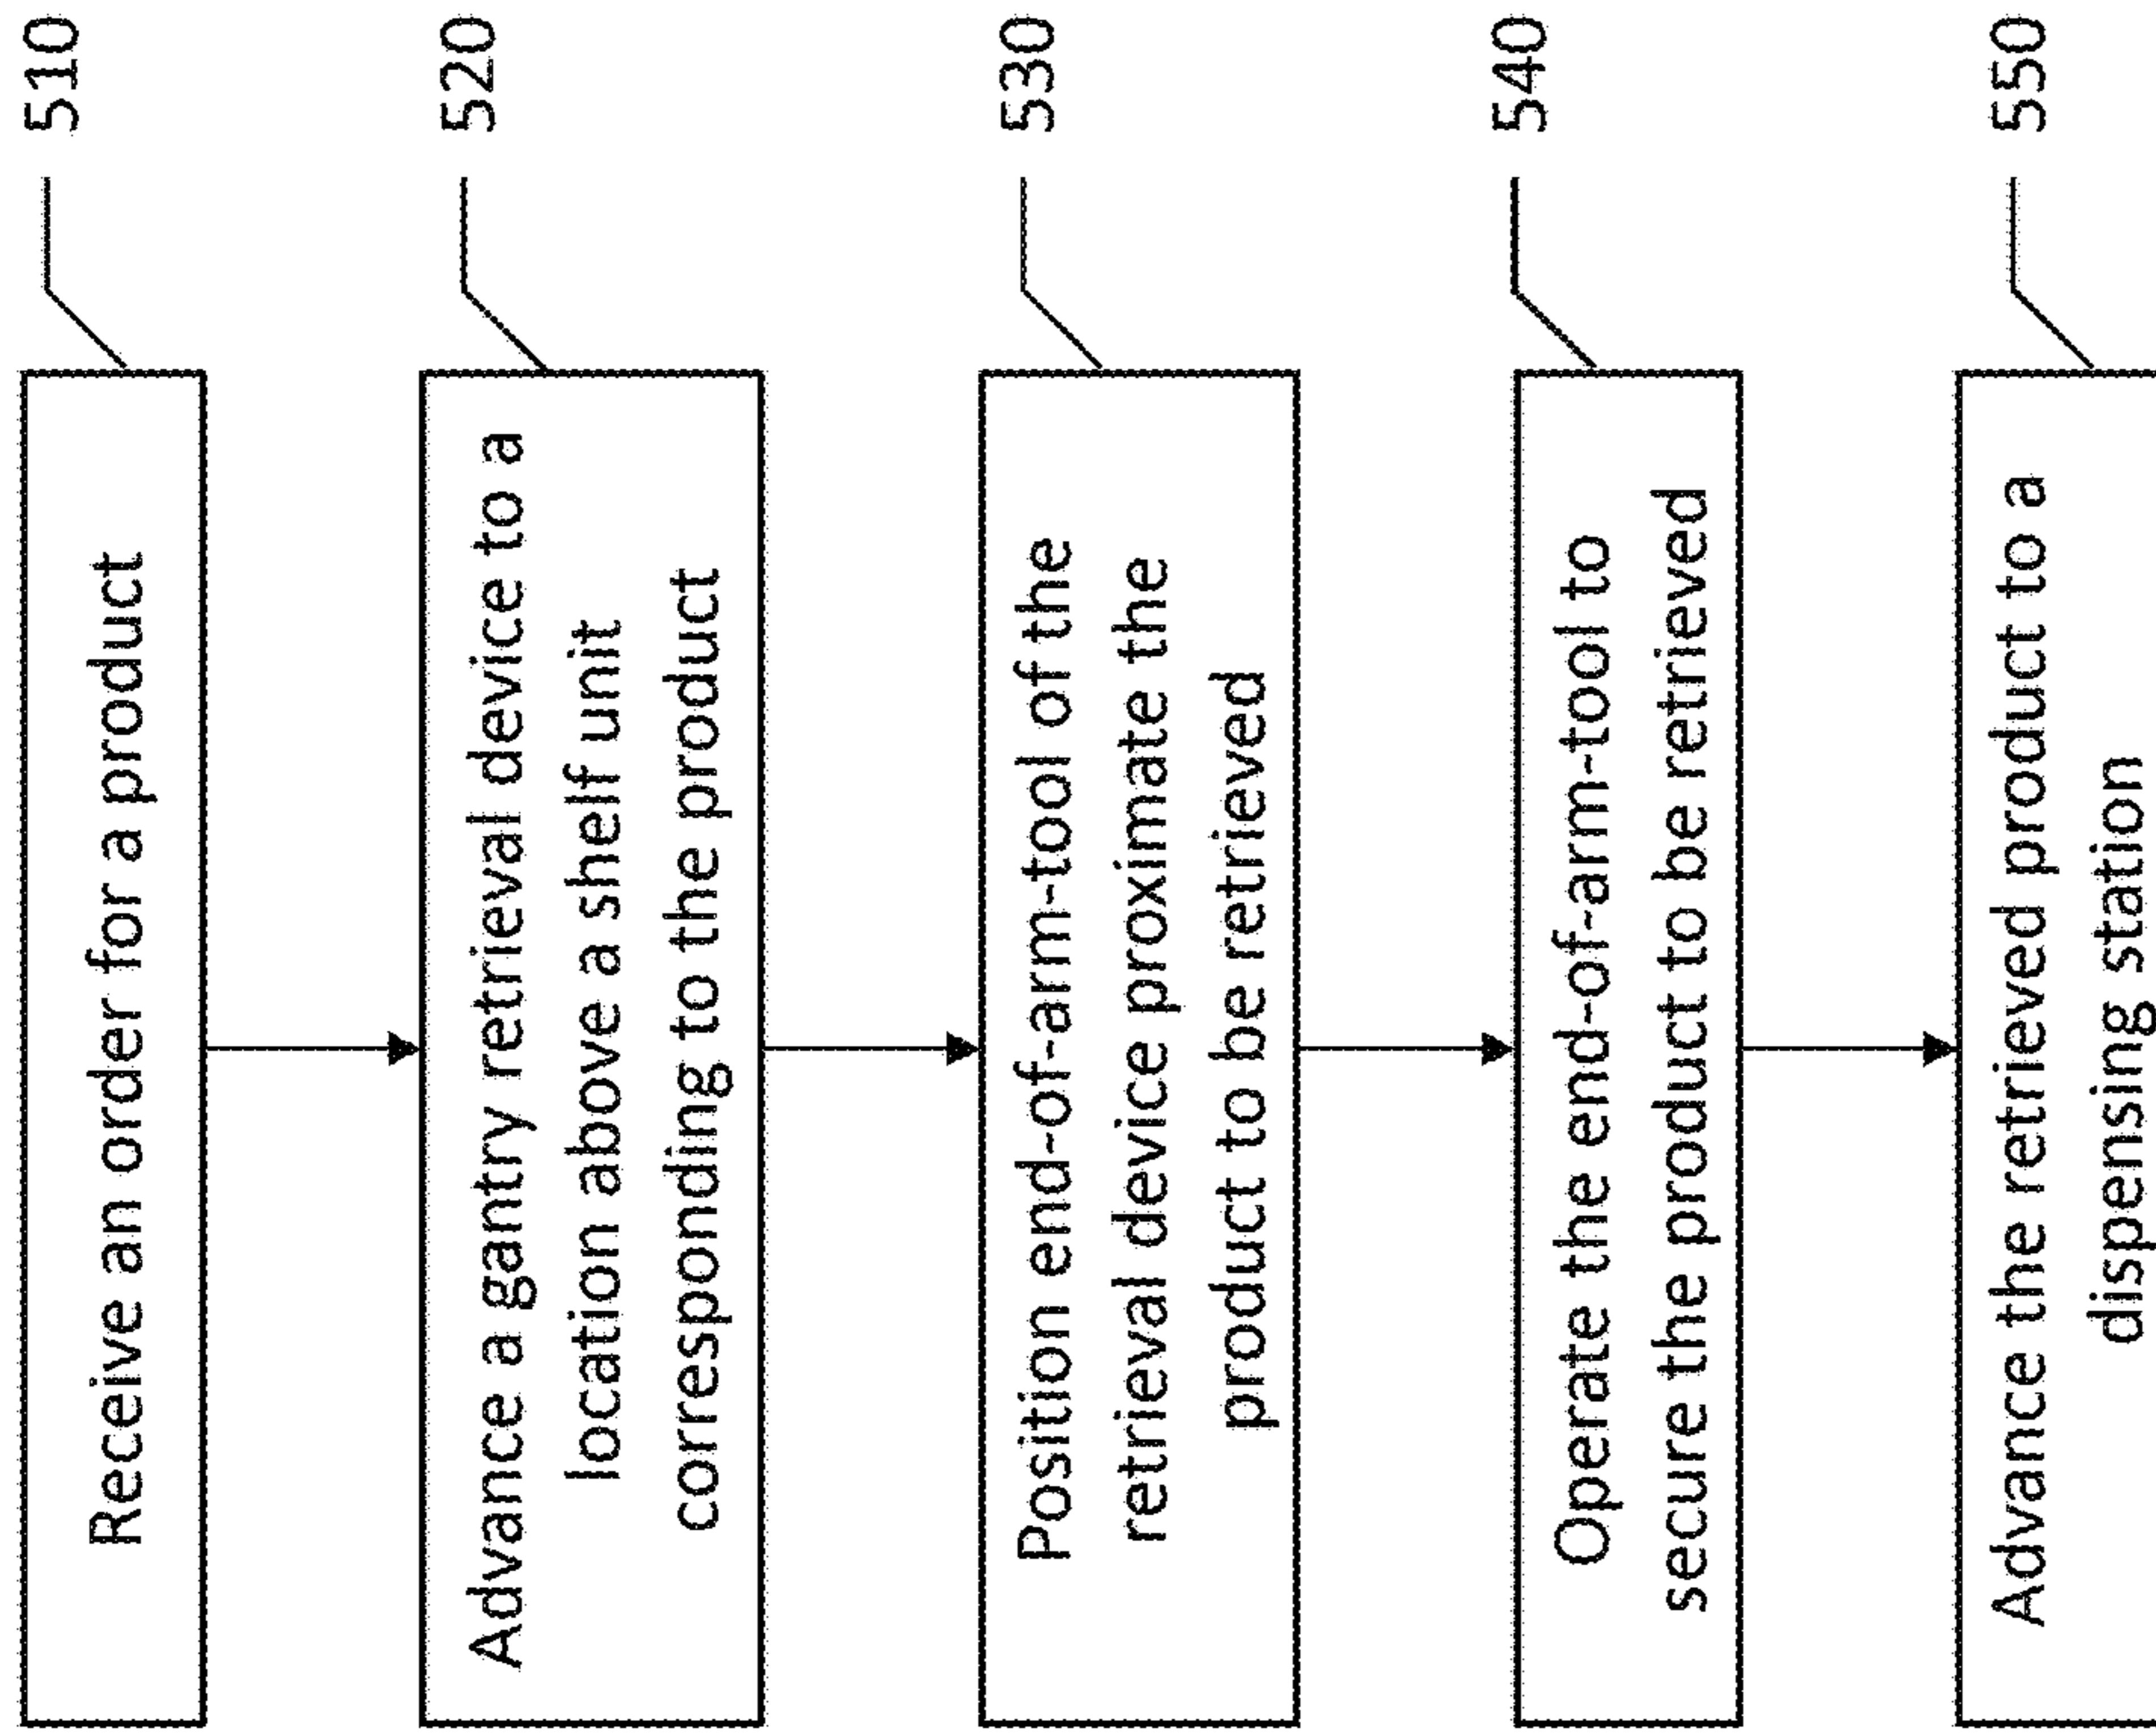 510
Receive an order for a product
520
Advance a gantry retrieval device to a
location above a shelf unit
corresponding to the product
530
Position end-of-arm-tool of the
retrieval device proximate the
product to be retrieved
540
Operate the end-of-arm-tool to
secure the product to be retrieved
550
Advance the retrieved product to a
dispensing station